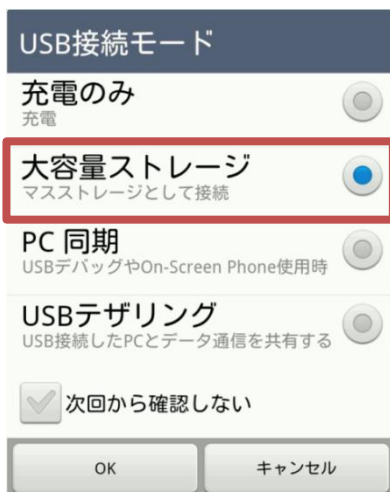 USB接続モード
充電のみ
充電
大容量ストレージ
マスストレージとして接続
PC 同期
USBデバッグやOn-Screen Phone使用時
USBテザリング
USB接続したPCとデータ通信を共有する
次回から確認しない
OK
キャンセル